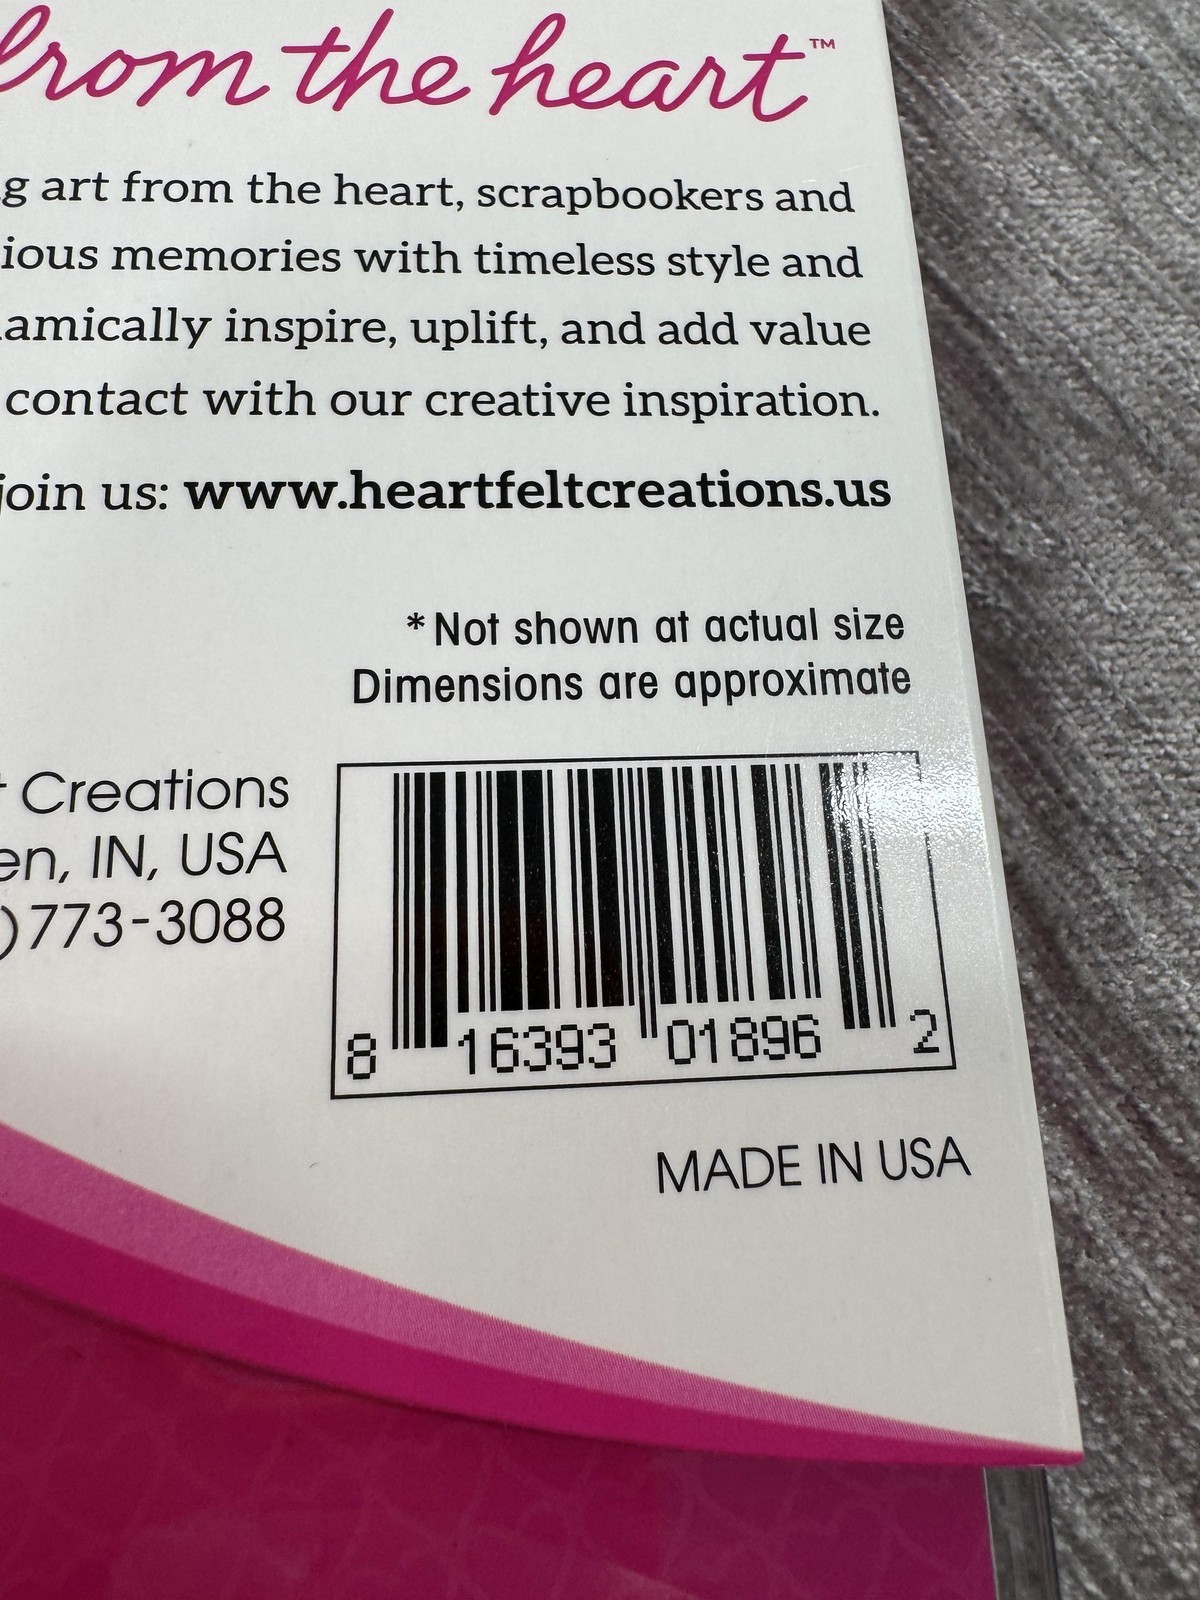 from the heart™
g art from the heart, scrapbookers and
ious memories with timeless style and
amically inspire, uplift, and add value
contact with our creative inspiration.
join us: www.heartfeltcreations.us
*Not shown at actual size
Dimensions are approximate
t Creations
en, IN, USA
)773-3088
8 16393 01896 2
MADE IN USA